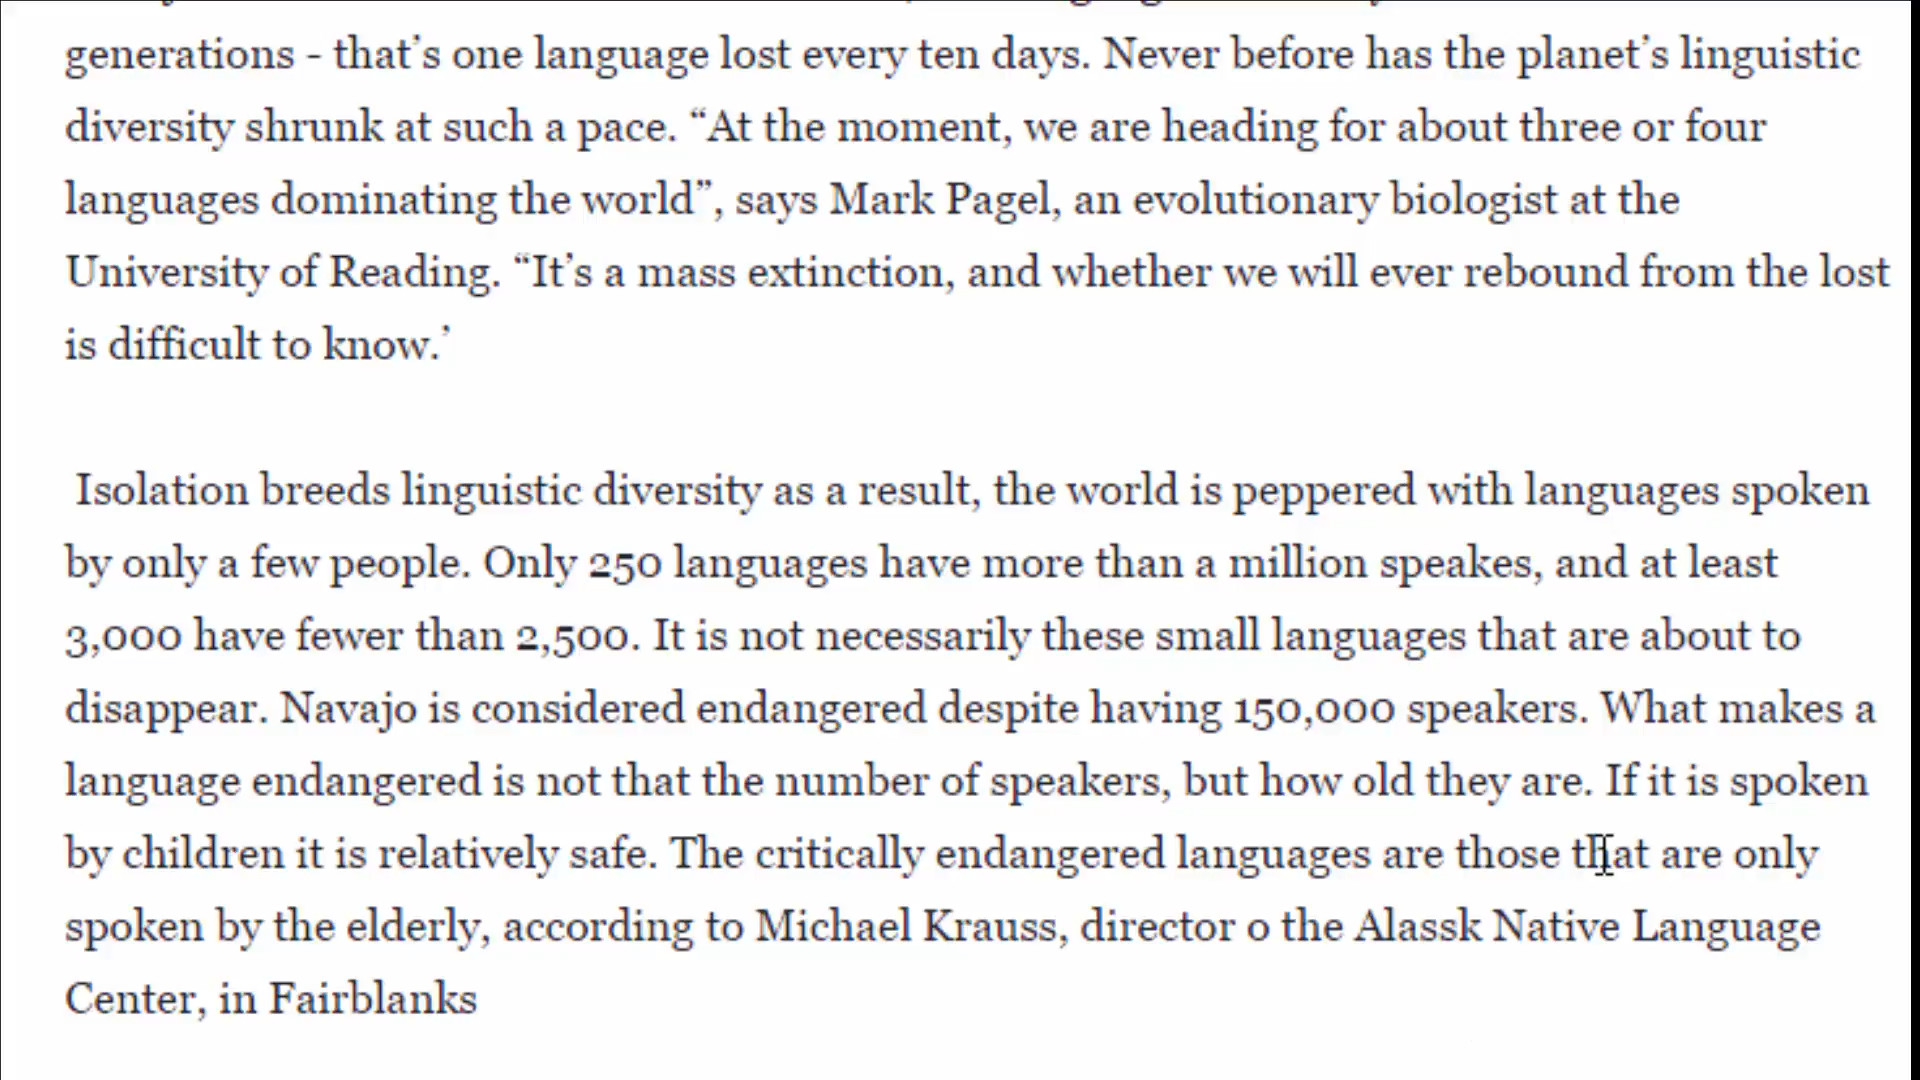 generations - that’s one language lost every ten days. Never before has the planet’s linguistic
diversity shrunk at such a pace. “At the moment, we are heading for about three or four
languages dominating the world”, says Mark Pagel, an evolutionary biologist at the
University of Reading. “It’s a mass extinction, and whether we will ever rebound from the lost
is difficult to know.’
Isolation breeds linguistic diversity as a result, the world is peppered with languages spoken
by only a few people. Only 250 languages have more than a million speakes, and at least
3,000 have fewer than 2,500. It is not necessarily these small languages that are about to
disappear. Navajo is considered endangered despite having 150,000 speakers. What makes a
language endangered is not that the number of speakers, but how old they are. If it is spoken
by children it is relatively safe. The critically endangered languages are those that are only
spoken by the elderly, according to Michael Krauss, director o the Alassk Native Language
Center, in Fairblanks